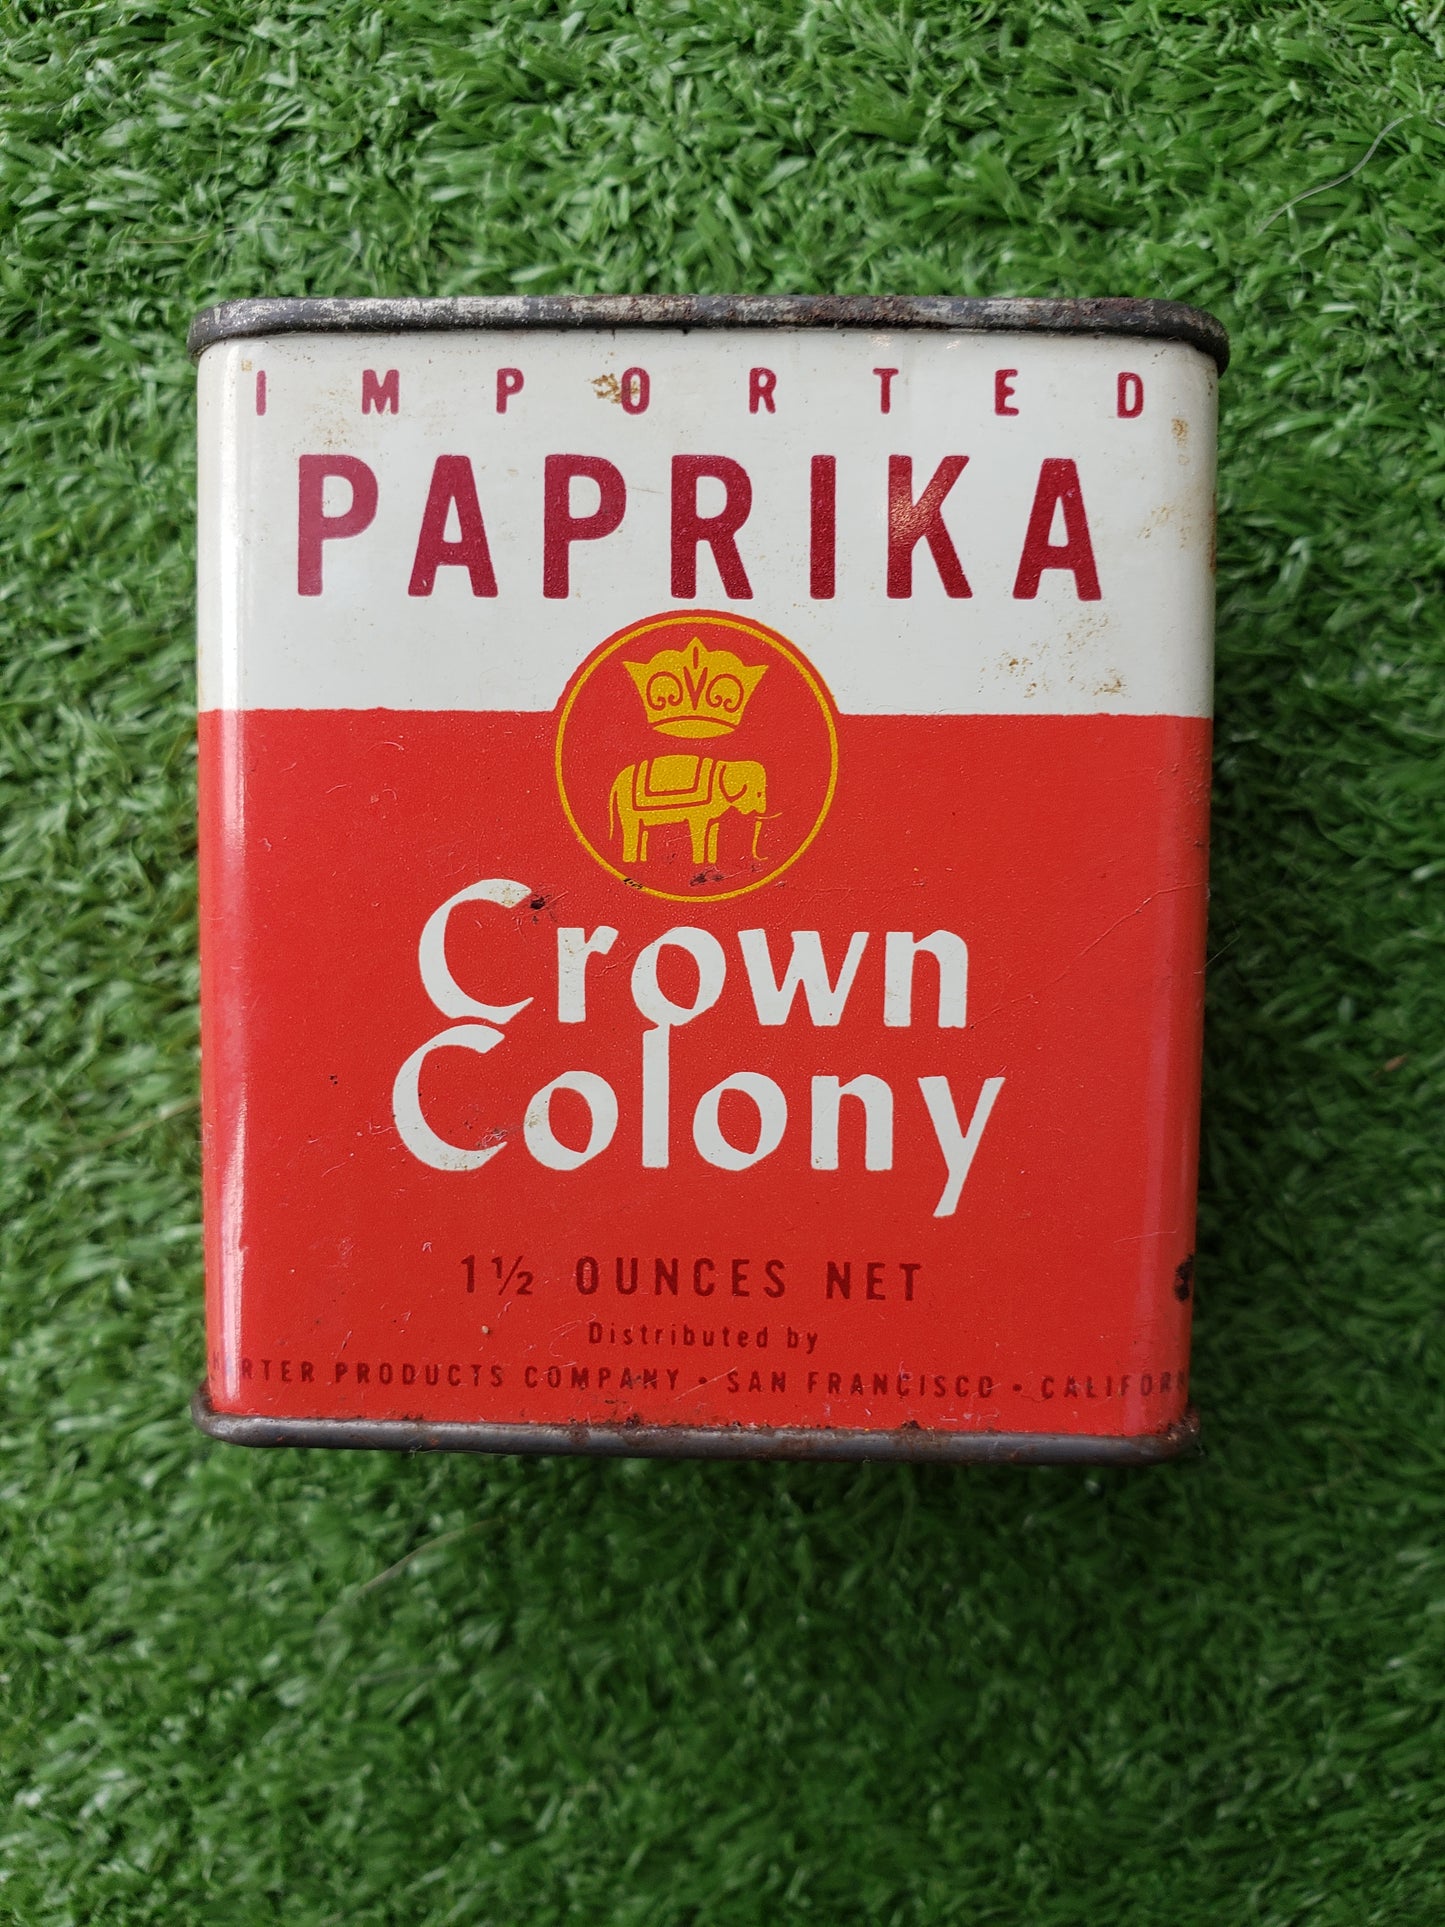 IMPORTED
PAPRIKA
Crown
Colony
1½ OUNCES NET
Distributed by
PRODUCTS COMPANY • SAN FRANCISCO •